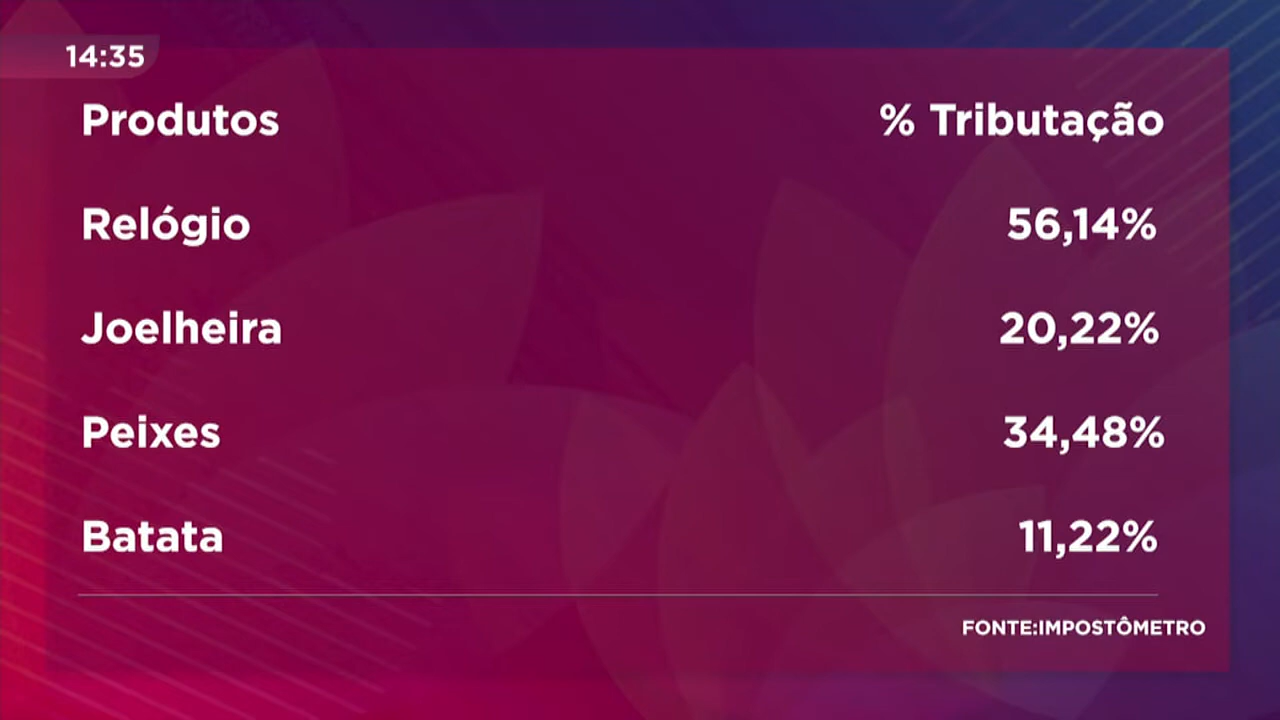 14:35
Produtos % Tributação
Relógio 56,14%
Joelheira 20,22%
Peixes 34,48%
Batata 11,22%
FONTE:IMPOSTÔMETRO